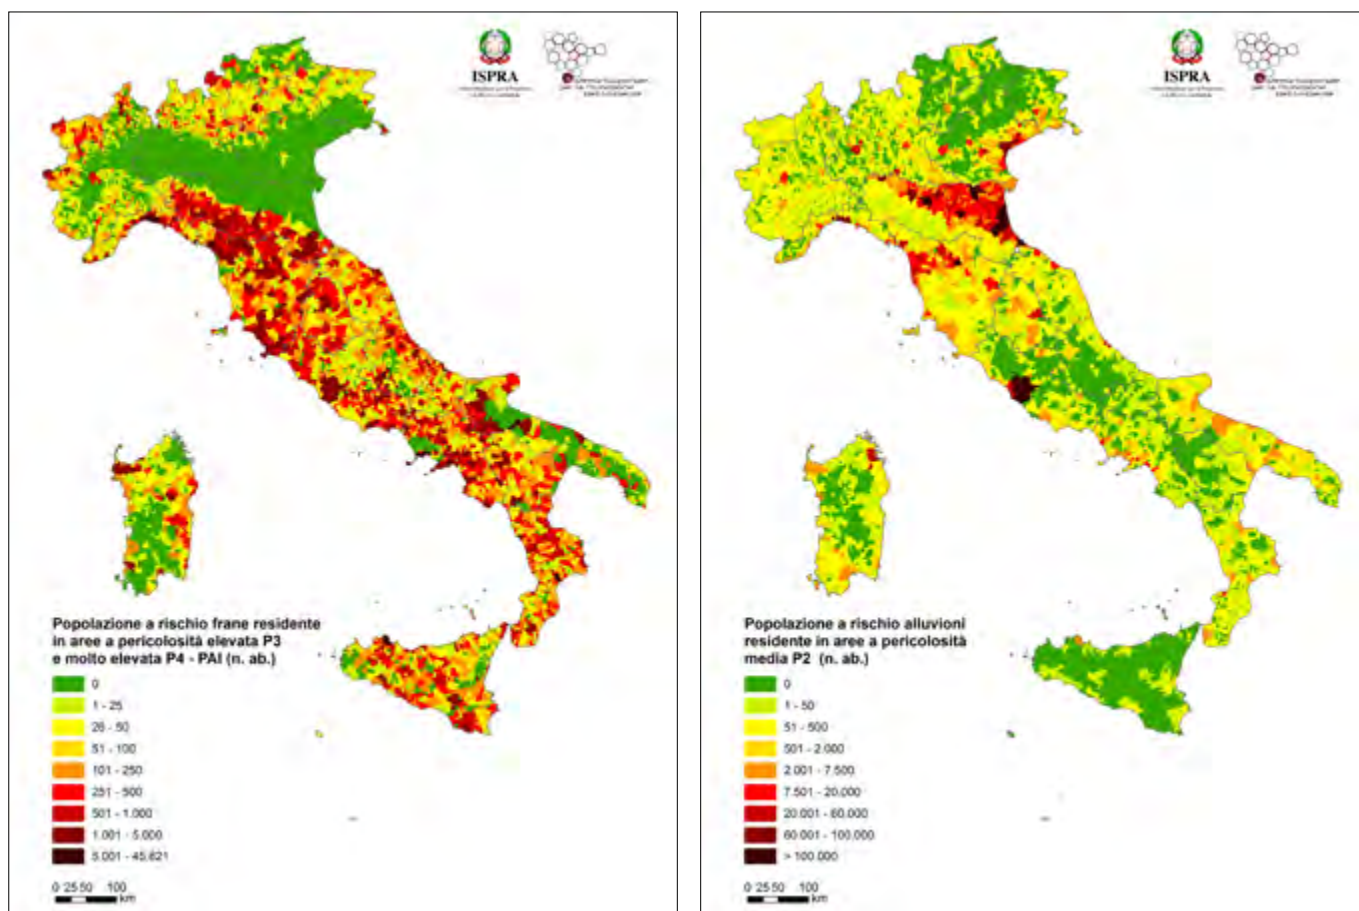 ISPRA
Popolazione a rischio frane residente
in aree a pericolosità elevata P3
e molto elevata P4 - PAI (n. ab.)
0
1 - 25
26 - 50
51 - 100
101 - 250
251 - 500
501 - 1.000
1.001 - 5.000
5.001 - 45.821
0 25 50 100
km
ISPRA
Popolazione a rischio alluvioni
residente in aree a pericolosità
media P2 (n. ab.)
0
1 - 50
51 - 500
501 - 2.000
2.001 - 7.500
7.501 - 20.000
20.001 - 60.000
60.001 - 100.000
> 100.000
0 25 50 100
km